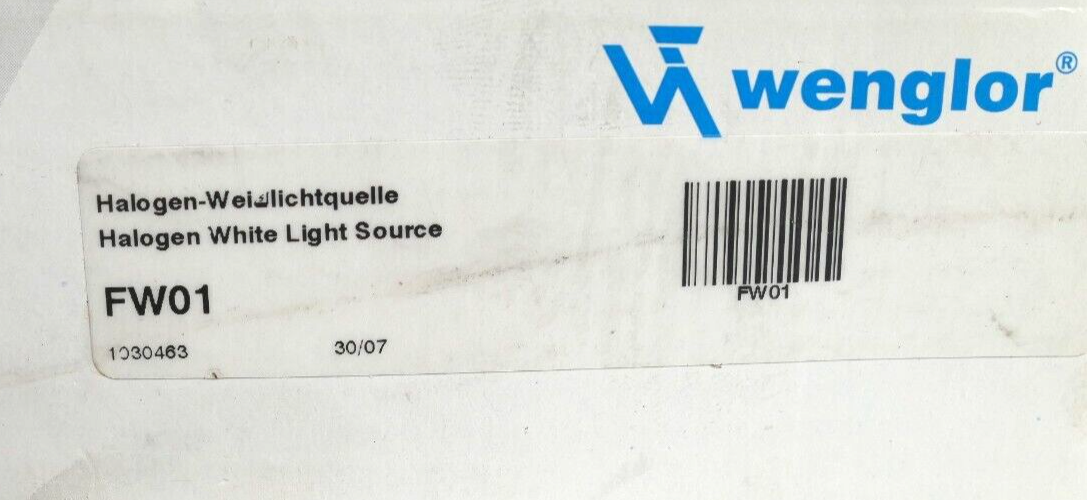 wenglor®
Halogen-Weißlichtquelle
Halogen White Light Source
FW01
1030463 30/07
FW01